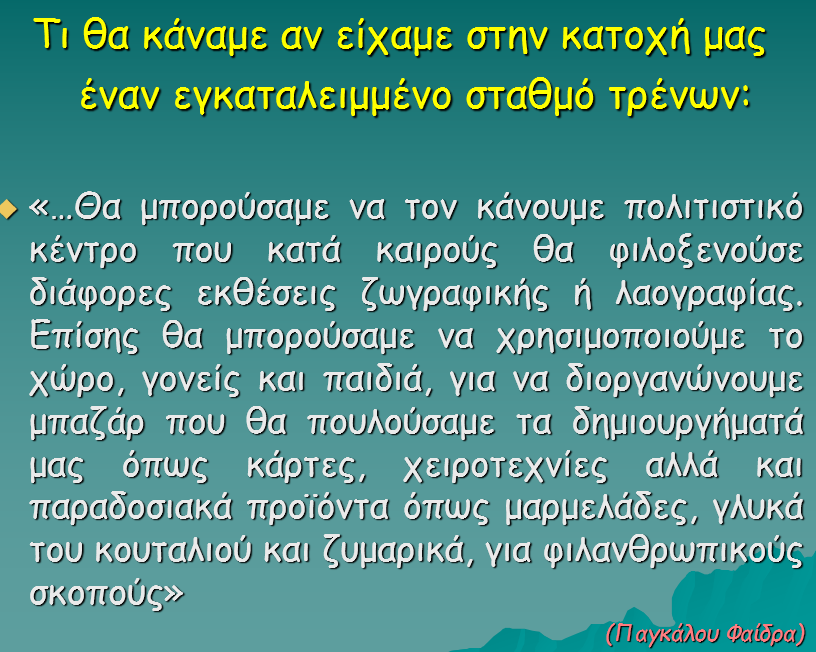 Τι θα κάναμε αν είχαμε στην κατοχή μας
έναν εγκαταλειμμένο σταθμό τρένων:
«...Θα μπορούσαμε να τον κάνουμε πολιτιστικό
κέντρο που κατά καιρούς θα φιλοξενούσε
διάφορες εκθέσεις ζωγραφικής ή λαογραφίας.
Επίσης θα μπορούσαμε να χρησιμοποιούμε το
χώρο, γονείς και παιδιά, για να διοργανώνουμε
μπαζάρ που θα πουλούσαμε τα δημιουργήματά
μας όπως κάρτες, χειροτεχνίες αλλά και
παραδοσιακά προϊόντα όπως μαρμελάδες, γλυκά
του κουταλιού και ζυμαρικά, για φιλανθρωπικούς
σκοπούς»
(Παγκάλου Φαίδρα)